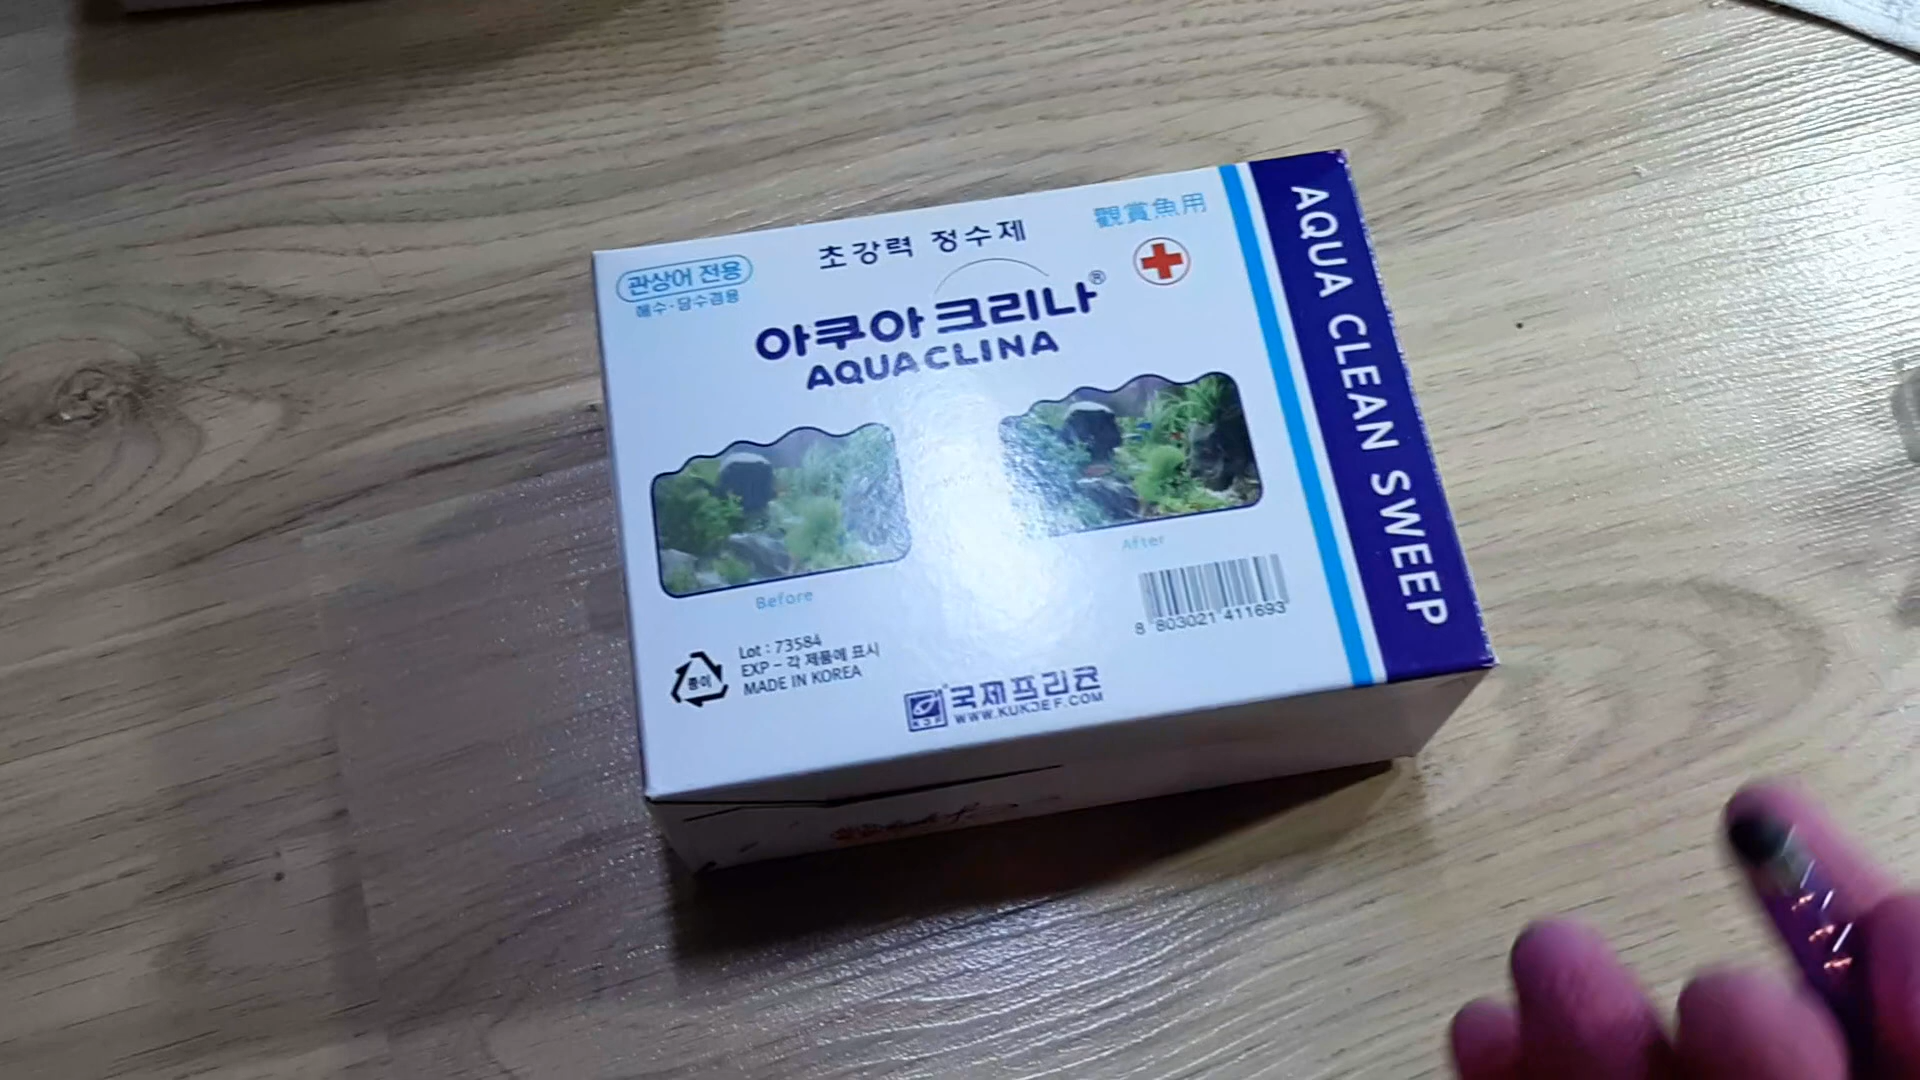 관상어 전용
해수·담수겸용
초강력 정수제
觀賞魚用
아쿠아크리나®
AQUACLINA
Before
After
8 803021 411693
종이
Lot : 73584
EXP - 각 제품에 표시
MADE IN KOREA
KJF
국제프리큔
WWW.KUKJEF.COM
AQUA CLEAN SWEEP